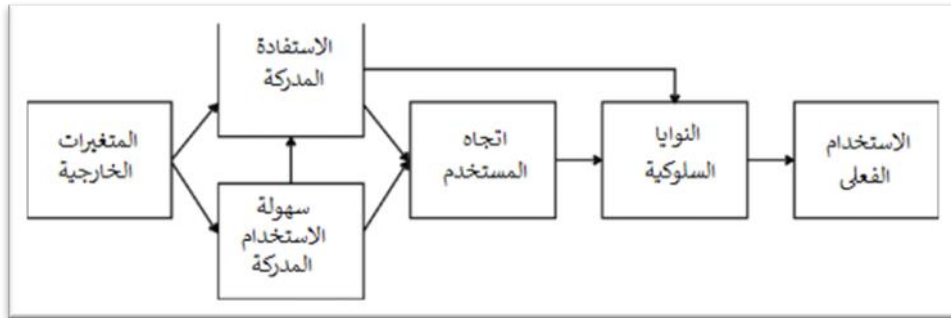 الاستفادة
المدركة
المتغيرات
الخارجية
سهولة
الاستخدام
المدركة
اتجاه
المستخدم
النوايا
السلوكية
الاستخدام
الفعلى